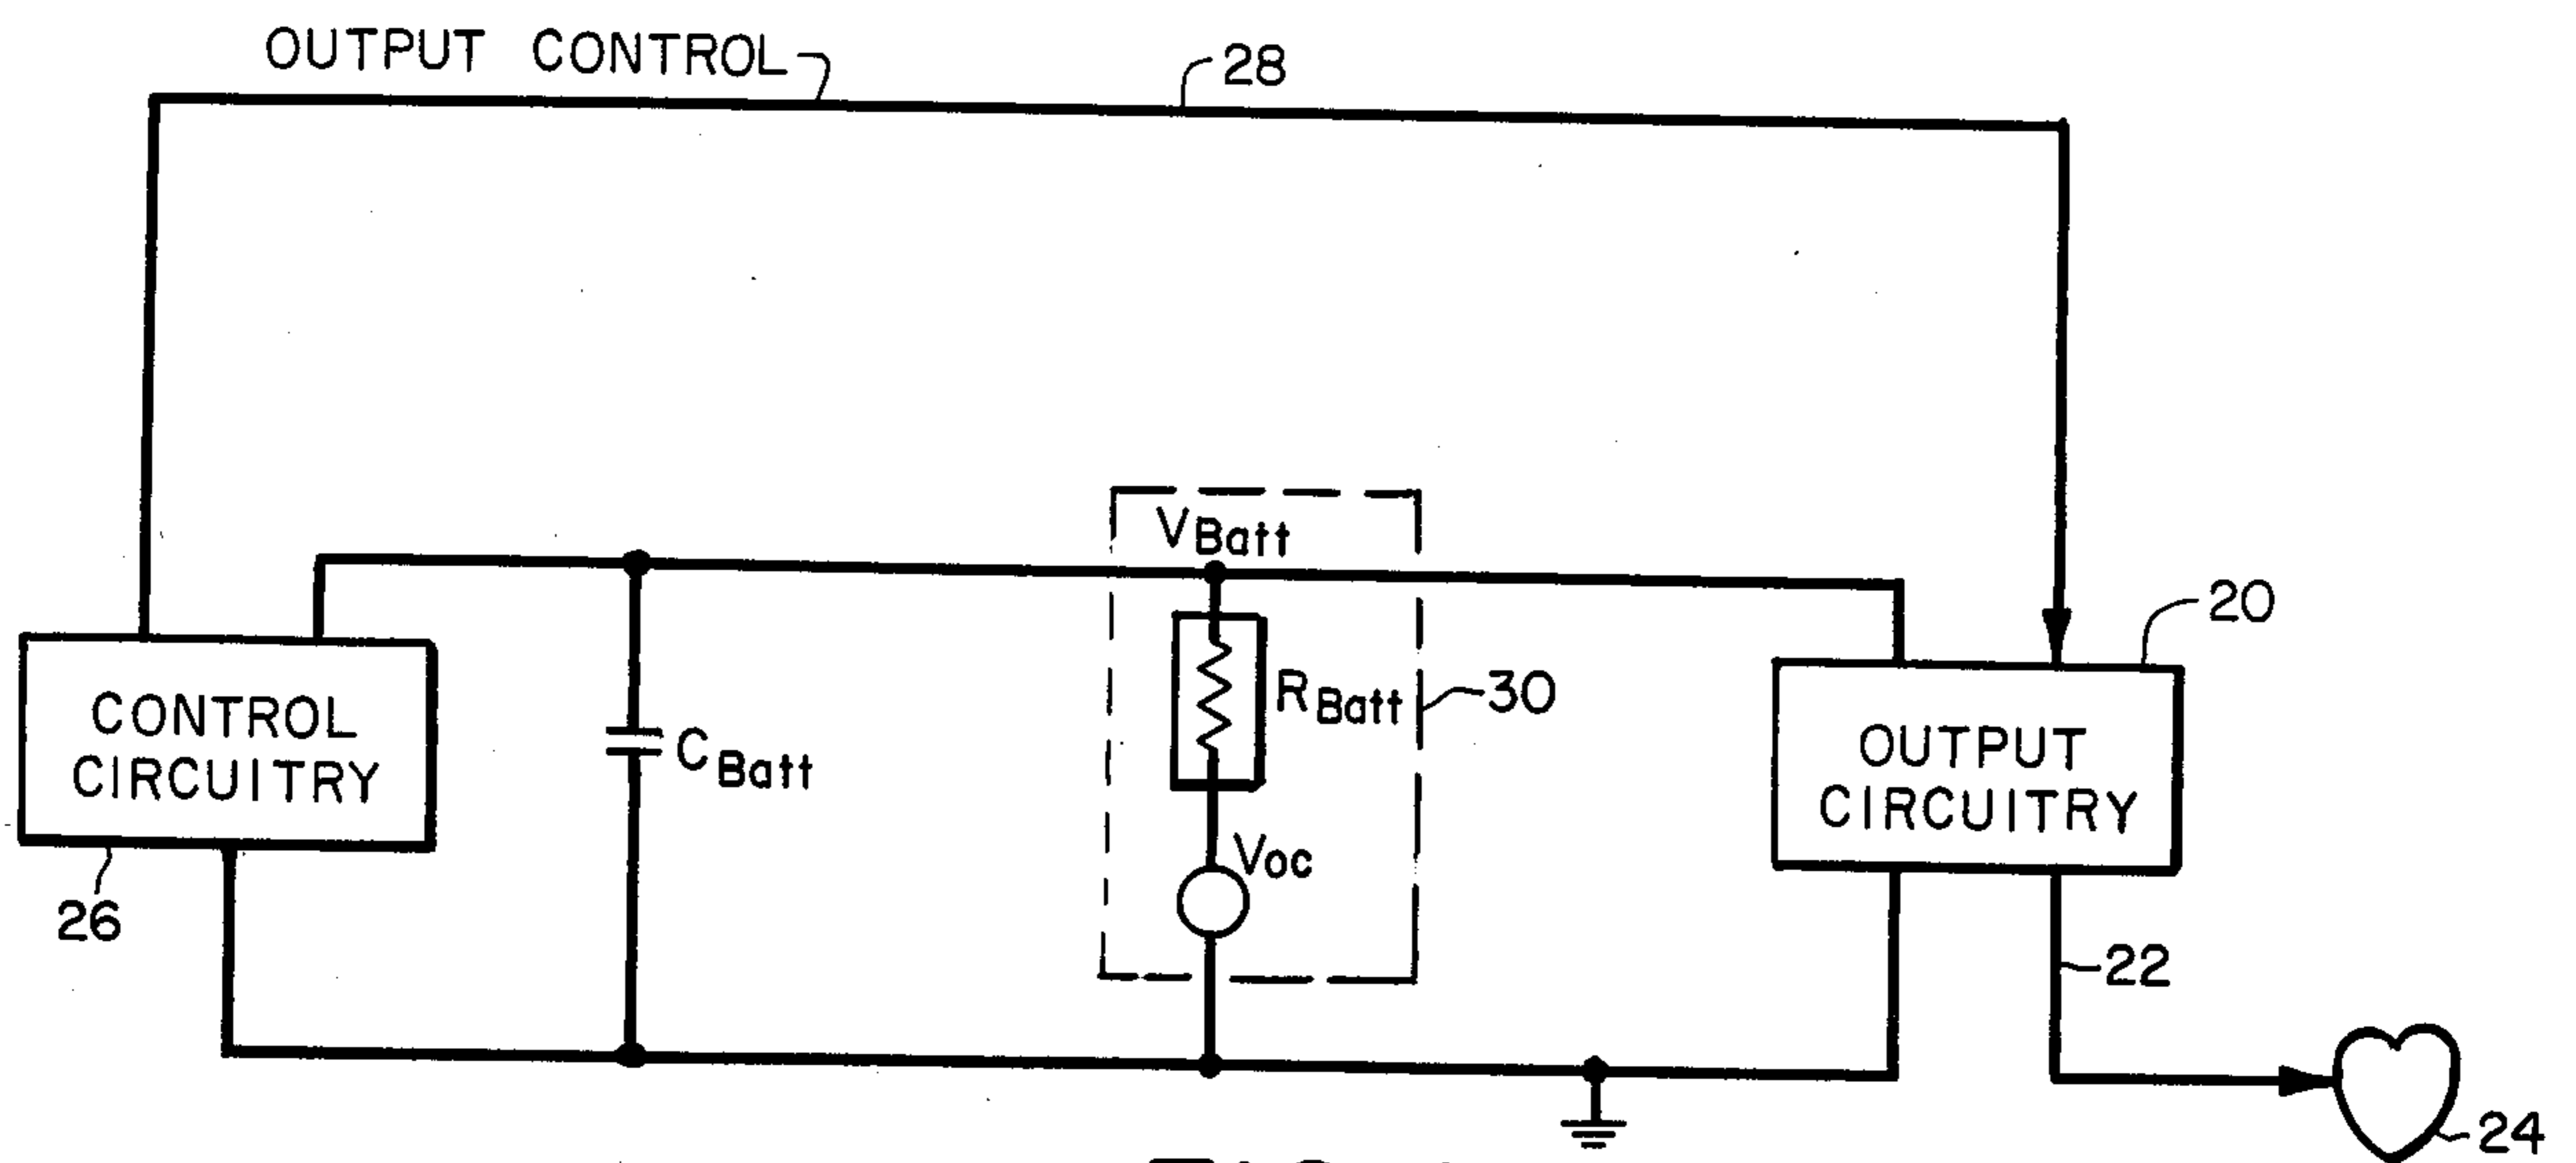 OUTPUT CONTROL
28
VBatt
20
RBatt
30
CONTROL
CIRCUITRY
CBatt
OUTPUT
CIRCUITRY
Voc
26
22
24